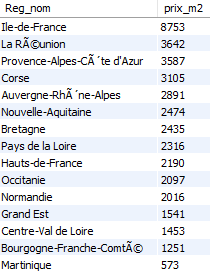 Reg_nom prix_m2
Ile-de-France 8753
La RÃ©union 3642
Provence-Alpes-CÃ´te d'Azur 3587
Corse 3105
Auvergne-RhÃ´ne-Alpes 2891
Nouvelle-Aquitaine 2474
Bretagne 2435
Pays de la Loire 2316
Hauts-de-France 2190
Occitanie 2097
Normandie 2016
Grand Est 1541
Centre-Val de Loire 1453
Bourgogne-Franche-ComtÃ© 1251
Martinique 573